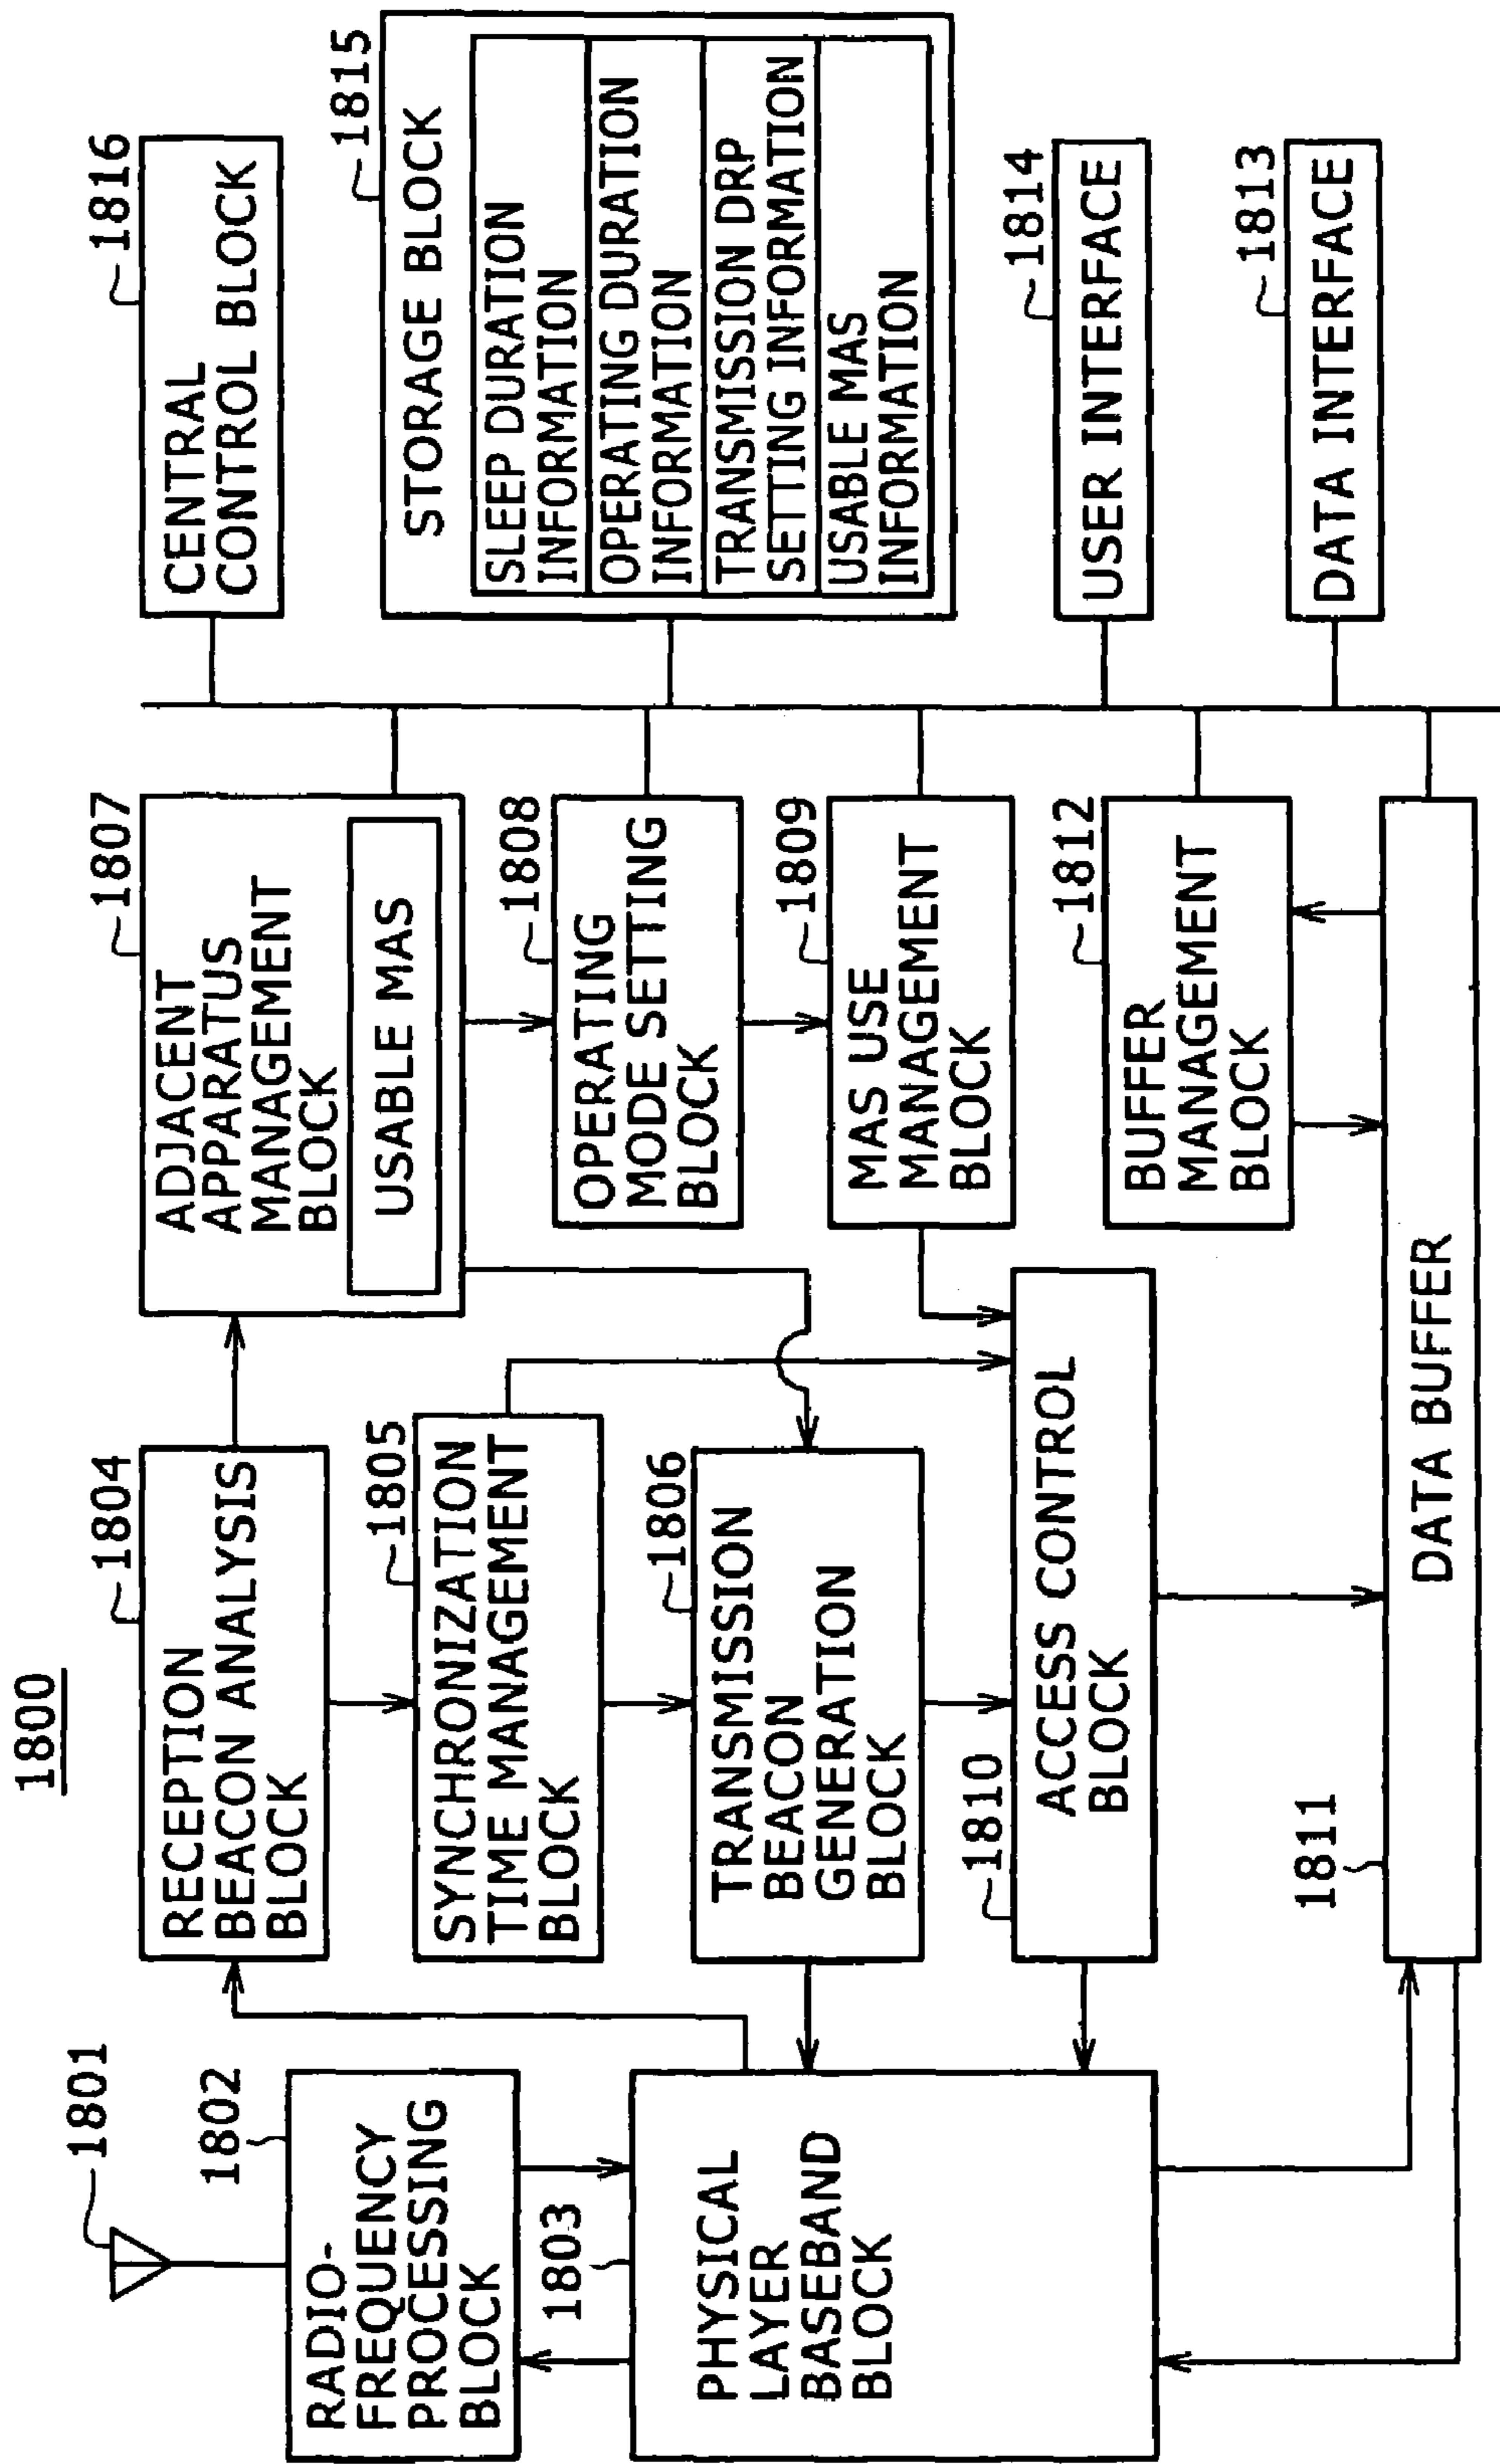 1800
1801
1802
RADIO-
FREQUENCY
PROCESSING
BLOCK
1803
PHYSICAL
LAYER
BASEBAND
BLOCK
1804
RECEPTION
BEACON ANALYSIS
BLOCK
1805
SYNCHRONIZATION
TIME MANAGEMENT
BLOCK
1806
TRANSMISSION
BEACON
GENERATION
BLOCK
1810
ACCESS CONTROL
BLOCK
1811
DATA BUFFER
1807
ADJACENT
APPARATUS
MANAGEMENT
BLOCK
USABLE MAS
1808
OPERATING
MODE SETTING
BLOCK
1809
MAS USE
MANAGEMENT
BLOCK
1812
BUFFER
MANAGEMENT
BLOCK
1816
CENTRAL
CONTROL BLOCK
1815
STORAGE BLOCK
SLEEP DURATION
INFORMATION
OPERATING DURATION
INFORMATION
TRANSMISSION DRP
SETTING INFORMATION
USABLE MAS
INFORMATION
1814
USER INTERFACE
1813
DATA INTERFACE